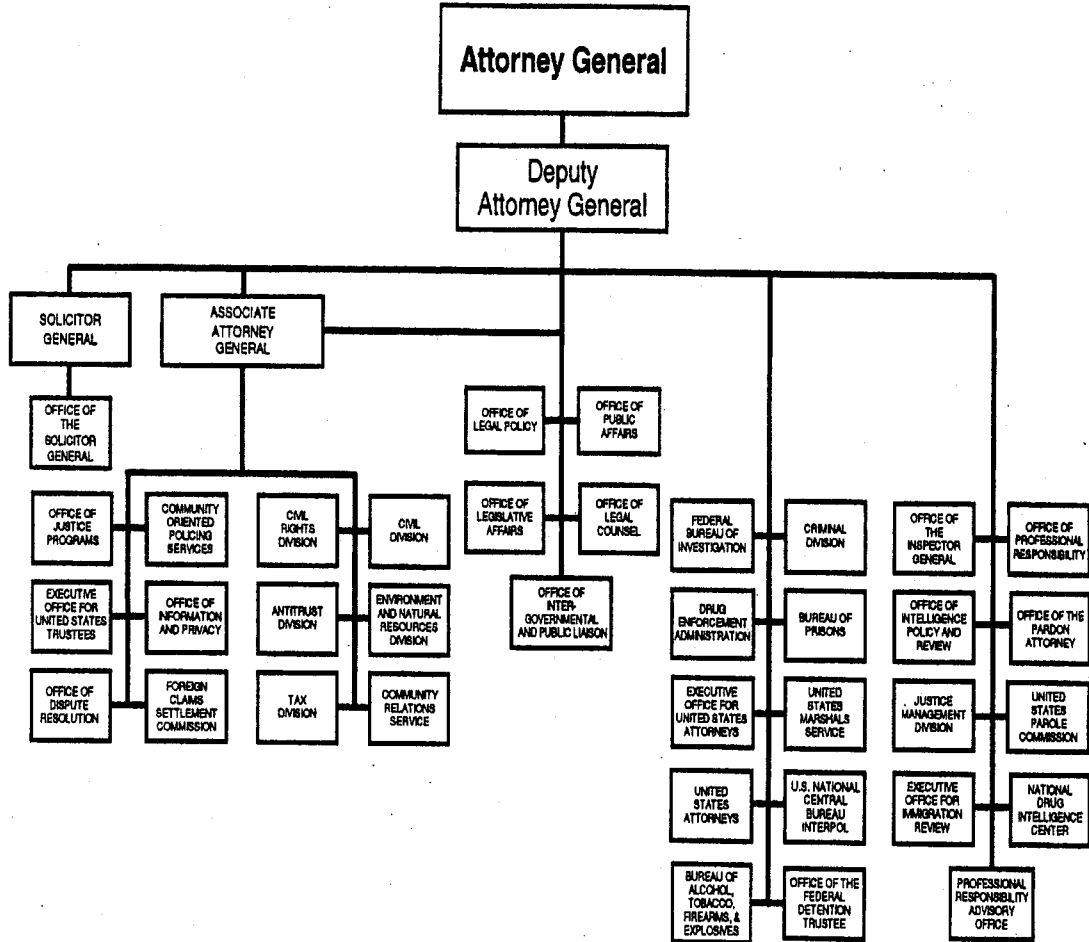 Attorney General
Deputy
Attorney General
SOLICITOR
GENERAL
ASSOCIATE
ATTORNEY
GENERAL
OFFICE OF
THE
SOLICITOR
GENERAL
OFFICE OF
LEGAL POLICY
OFFICE OF
PUBLIC
AFFAIRS
OFFICE OF
LEGISLATIVE
AFFAIRS
OFFICE OF
LEGAL
COUNSEL
OFFICE OF
INTER-
GOVERNMENTAL
AND PUBLIC LIAISON
OFFICE OF
JUSTICE
PROGRAMS
COMMUNITY
ORIENTED
POLICING
SERVICES
EXECUTIVE
OFFICE FOR
UNITED STATES
TRUSTEES
OFFICE OF
INFORMATION
AND PRIVACY
OFFICE OF
DISPUTE
RESOLUTION
FOREIGN
CLAIMS
SETTLEMENT
COMMISSION
CIVIL
RIGHTS
DIVISION
CIVIL
DIVISION
ANTITRUST
DIVISION
ENVIRONMENT
AND NATURAL
RESOURCES
DIVISION
TAX
DIVISION
COMMUNITY
RELATIONS
SERVICE
FEDERAL
BUREAU OF
INVESTIGATION
CRIMINAL
DIVISION
DRUG
ENFORCEMENT
ADMINISTRATION
BUREAU OF
PRISONS
EXECUTIVE
OFFICE FOR
UNITED STATES
ATTORNEYS
UNITED
STATES
MARSHALS
SERVICE
UNITED
STATES
ATTORNEYS
U.S. NATIONAL
CENTRAL
BUREAU
INTERPOL
BUREAU OF
ALCOHOL,
TOBACCO,
FIREARMS, &
EXPLOSIVES
OFFICE OF THE
FEDERAL
DETENTION
TRUSTEE
OFFICE OF
THE
INSPECTOR
GENERAL
OFFICE OF
PROFESSIONAL
RESPONSIBILITY
OFFICE OF
INTELLIGENCE
POLICY AND
REVIEW
OFFICE OF THE
PARDON
ATTORNEY
JUSTICE
MANAGEMENT
DIVISION
UNITED
STATES
PAROLE
COMMISSION
EXECUTIVE
OFFICE FOR
IMMIGRATION
REVIEW
NATIONAL
DRUG
INTELLIGENCE
CENTER
PROFESSIONAL
RESPONSIBILITY
ADVISORY
OFFICE